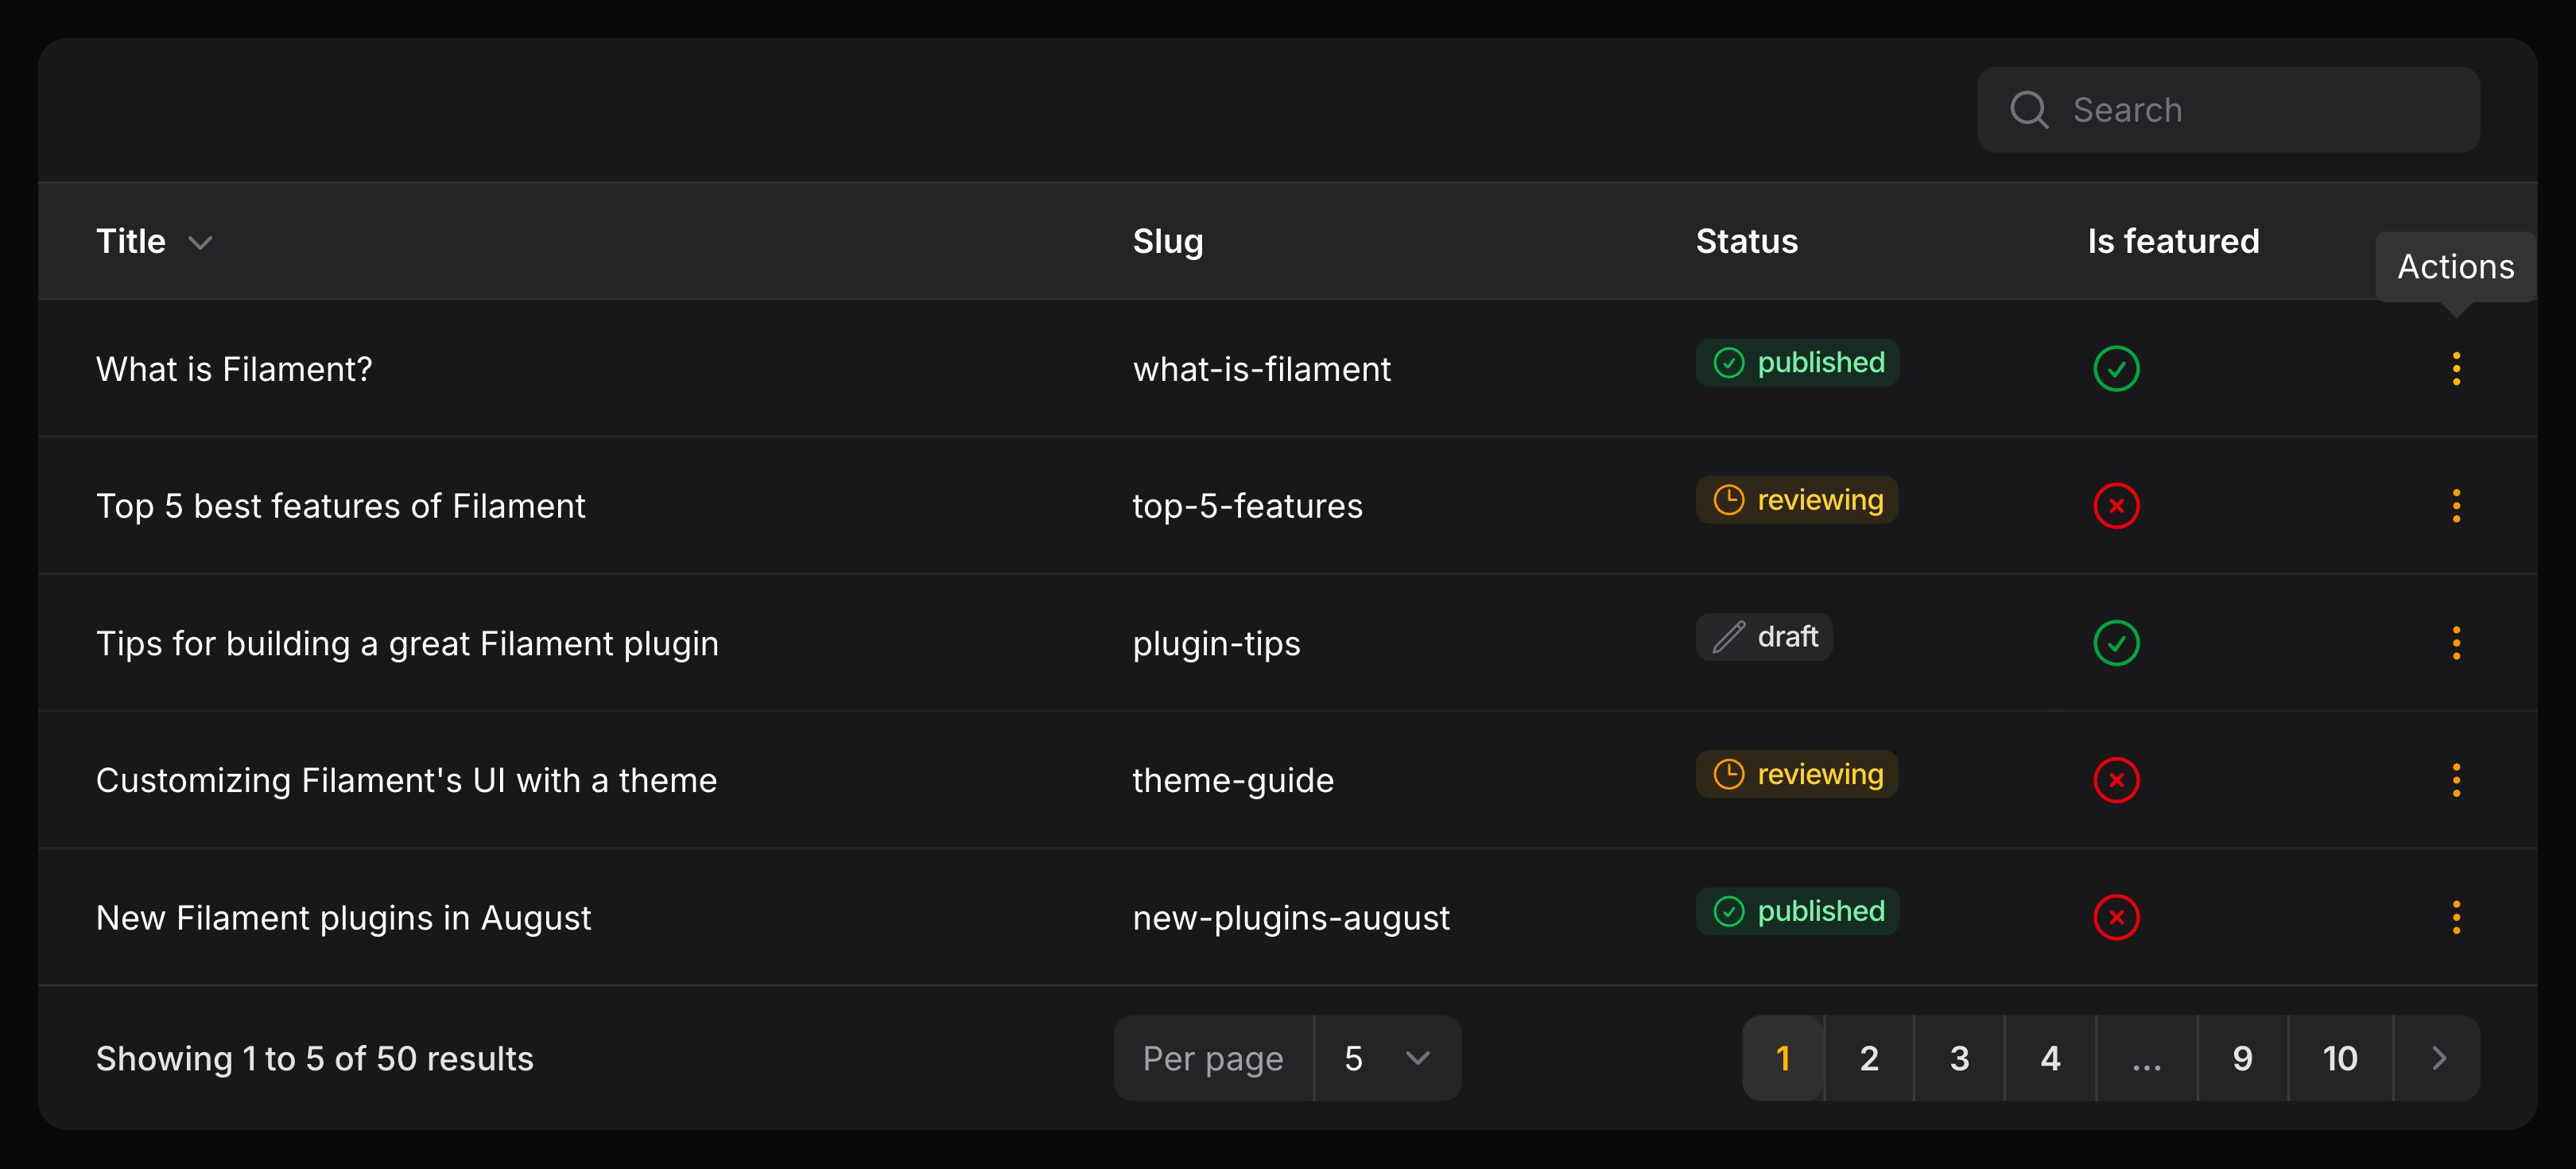 Search
Title Slug Status Is featured
Actions
What is Filament? what-is-filament published
Top 5 best features of Filament top-5-features reviewing
Tips for building a great Filament plugin plugin-tips draft
Customizing Filament's UI with a theme theme-guide reviewing
New Filament plugins in August new-plugins-august published
Showing 1 to 5 of 50 results Per page 5 1 2 3 4 ... 9 10